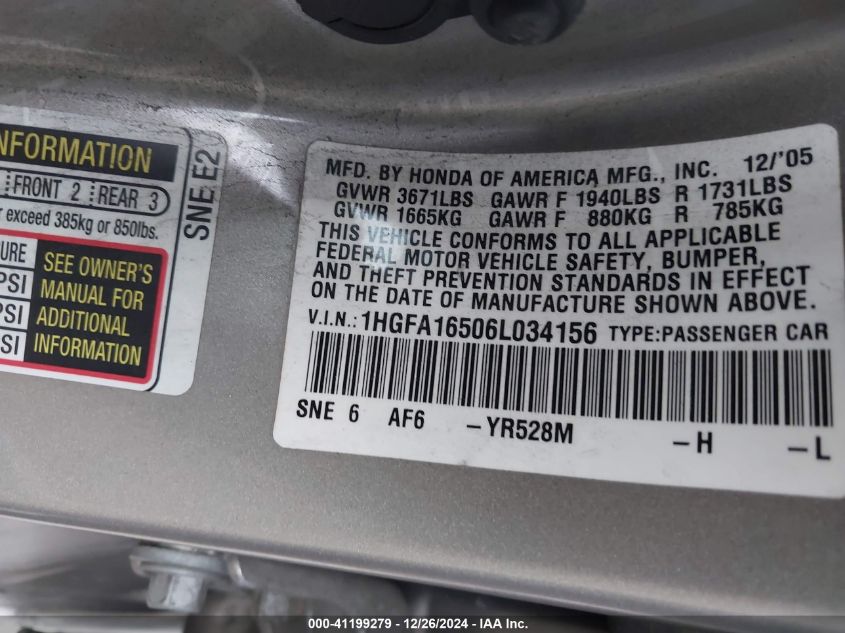 NFORMATION
FRONT 2 REAR 3
r exceed 385kg or 850lbs.
SNE E2
URE
PSI
PSI
SI
SEE OWNER'S
MANUAL FOR
ADDITIONAL
INFORMATION
MFD. BY HONDA OF AMERICA MFG., INC. 12/'05
GVWR 3671LBS GAWR F 1940LBS R 1731LBS
GVWR 1665KG GAWR F 880KG R 785KG
THIS VEHICLE CONFORMS TO ALL APPLICABLE
FEDERAL MOTOR VEHICLE SAFETY, BUMPER,
AND THEFT PREVENTION STANDARDS IN EFFECT
ON THE DATE OF MANUFACTURE SHOWN ABOVE.
V.I.N.: 1HGFA16506L034156 TYPE:PASSENGER CAR
SNE 6 AF6 -YR528M -H -L
000-41199279 - 12/26/2024 - IAA Inc.